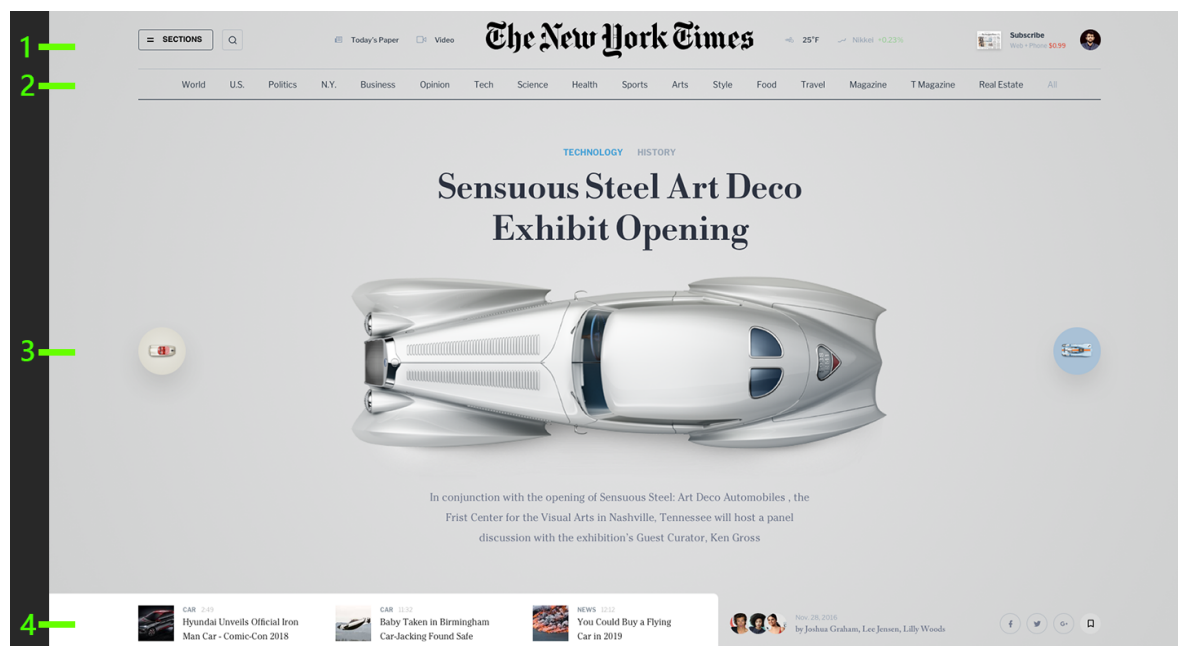 1
SECTIONS
Today's Paper
Video
The New York Times
25°F
Nikkei +0.23%
Subscribe
Web + Phone $0.99
2
World U.S. Politics N.Y. Business Opinion Tech Science Health Sports Arts Style Food Travel Magazine T Magazine Real Estate All
TECHNOLOGY HISTORY
Sensuous Steel Art Deco
Exhibit Opening
3
In conjunction with the opening of Sensuous Steel: Art Deco Automobiles , the
Frist Center for the Visual Arts in Nashville, Tennessee will host a panel
discussion with the exhibition's Guest Curator, Ken Gross
4
CAR 2:49
Hyundai Unveils Official Iron
Man Car - Comic-Con 2018
CAR 11:32
Baby Taken in Birmingham
Car-Jacking Found Safe
NEWS 12:12
You Could Buy a Flying
Car in 2019
Nov. 28, 2016
by Joshua Graham, Lee Jensen, Lilly Woods
f
G+